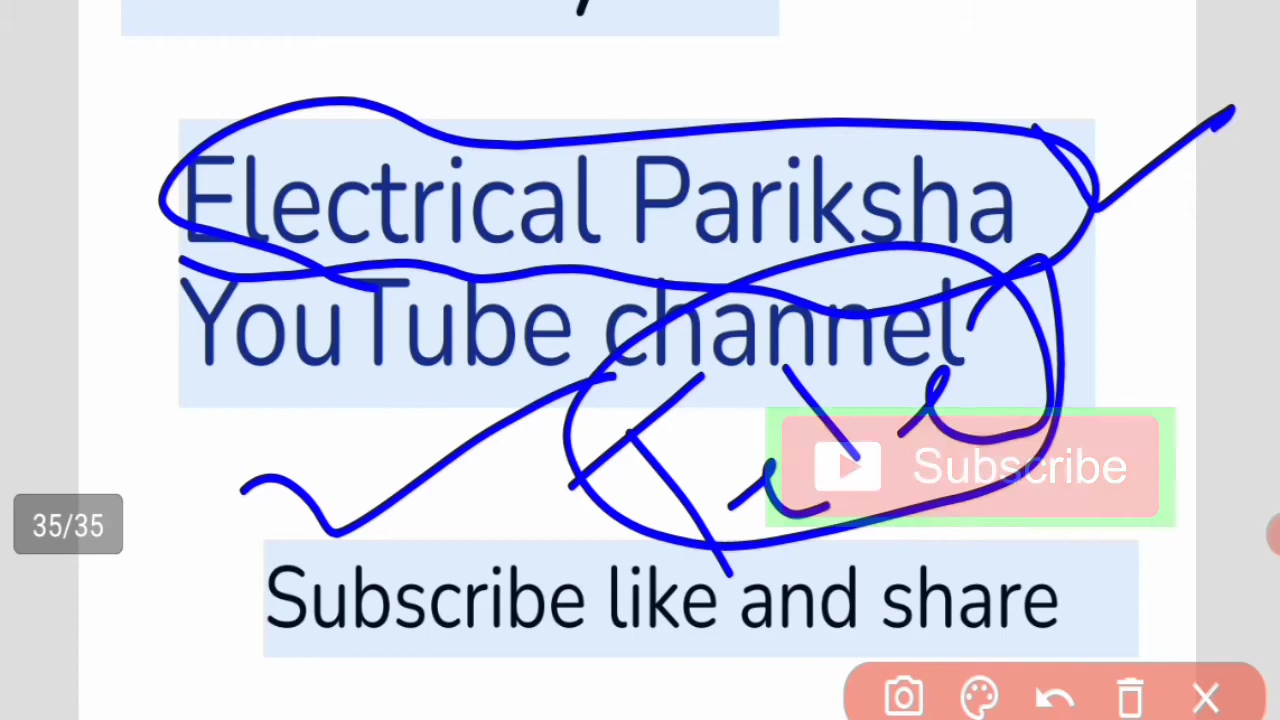 Electrical Pariksha
YouTube channel
Subscribe
35/35
Subscribe like and share